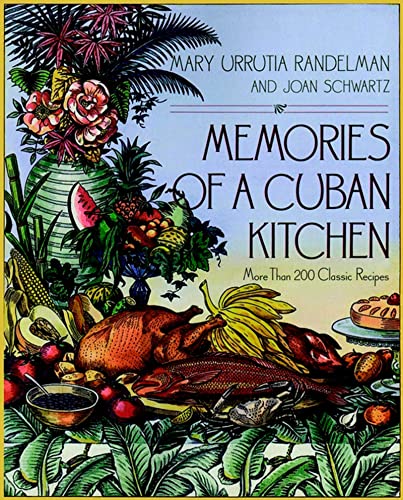 MARY URRUTIA RANDELMAN
AND JOAN SCHWARTZ
MEMORIES
OF A CUBAN
KITCHEN
More Than 200 Classic Recipes